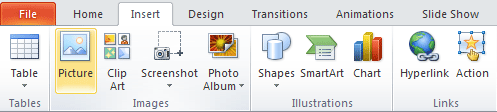 File Home Insert Design Transitions Animations Slide Show
Table Picture Clip Art Screenshot Photo Album Shapes SmartArt Chart Hyperlink Action
Tables Images Illustrations Links